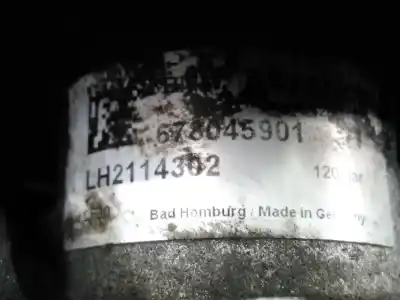 678045901
LH2114302
120 bar
Bad Homburg / Made in Germany